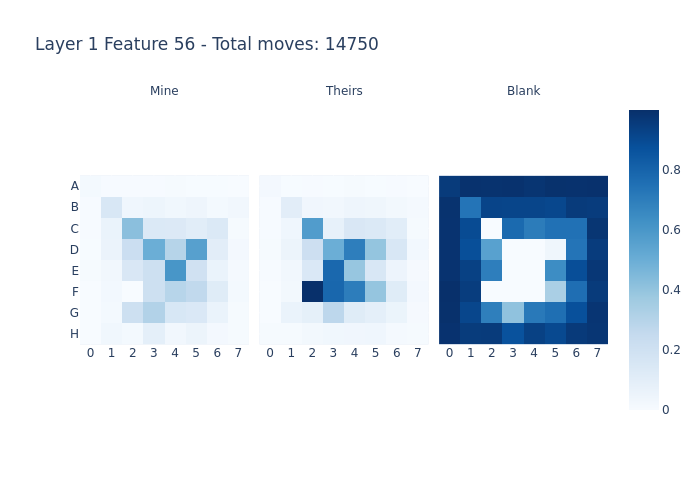 Layer 1 Feature 56 - Total moves: 14750
Mine Theirs Blank
A
B
C
D
E
F
G
H
0 1 2 3 4 5 6 7 0 1 2 3 4 5 6 7 0 1 2 3 4 5 6 7
0.8
0.6
0.4
0.2
0